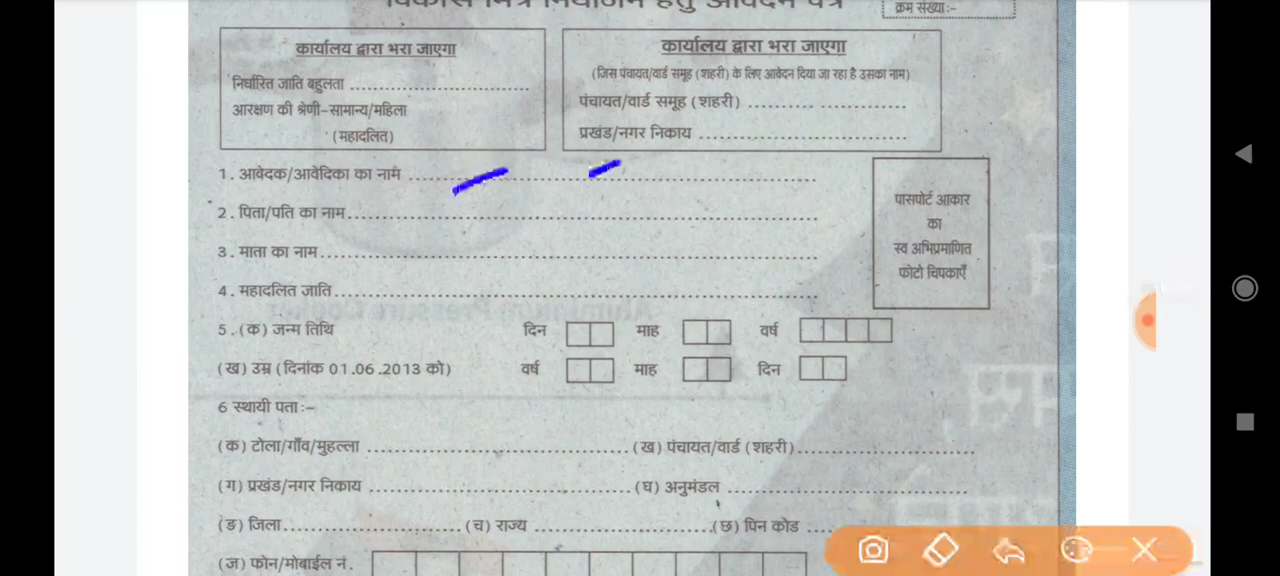 विकास मित्र नियोजन हेतु आवेदन पत्र
क्रम संख्याः-
कार्यालय द्वारा भरा जाएगा
निर्धारित जाति बहुलता ..............................
आरक्षण की श्रेणी-सामान्य/महिला
(महादलित)
कार्यालय द्वारा भरा जाएगा
(जिस पंचायत/वार्ड समूह (शहरी) के लिए आवेदन दिया जा रहा है उसका नाम)
पंचायत/वार्ड समूह (शहरी) ........... ..............
प्रखंड/नगर निकाय ...................................
1. आवेदक/आवेदिका का नाम ..............................
2. पिता/पति का नाम..............................
3. माता का नाम..............................
4. महादलित जाति..............................
पासपोर्ट आकार
का
स्व अभिप्रमाणित
फोटो चिपकाएँ
5. (क) जन्म तिथि दिन माह वर्ष
(ख) उम्र (दिनांक 01.06.2013 को) वर्ष माह दिन
6 स्थायी पताः-
(क) टोला/गाँव/मुहल्ला ..............................(ख) पंचायत/वार्ड (शहरी)..............................
(ग) प्रखंड/नगर निकाय ..............................(घ) अनुमंडल ..............................
(ङ) जिला..............................(च) राज्य ..............................(छ) पिन कोड ....
(ज) फोन/मोबाईल नं.